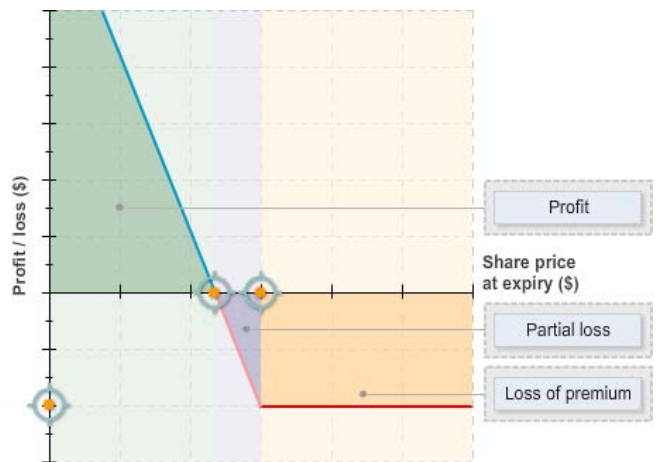 Profit / loss ($)
Profit
Share price
at expiry ($)
Partial loss
Loss of premium